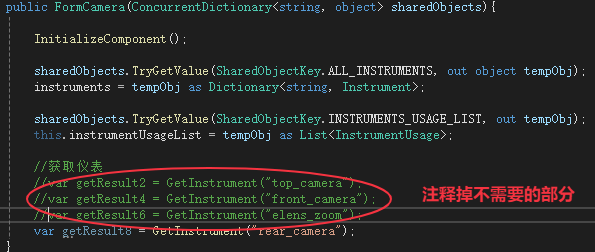 public FormCamera(ConcurrentDictionary<string, object> sharedObjects){
InitializeComponent();
sharedObjects.TryGetValue(SharedObjectKey.ALL_INSTRUMENTS, out object tempObj);
instruments = tempObj as Dictionary<string, Instrument>;
sharedObjects.TryGetValue(SharedObjectKey.INSTRUMENTS_USAGE_LIST, out tempObj);
this.instrumentUsageList = tempObj as List<InstrumentUsage>;
//获取仪表
//var getResult2 = GetInstrument("top_camera");
//var getResult4 = GetInstrument("front_camera");
//var getResult6 = GetInstrument("elens_zoom");
var getResult8 = GetInstrument("rear_camera");
注释掉不需要的部分